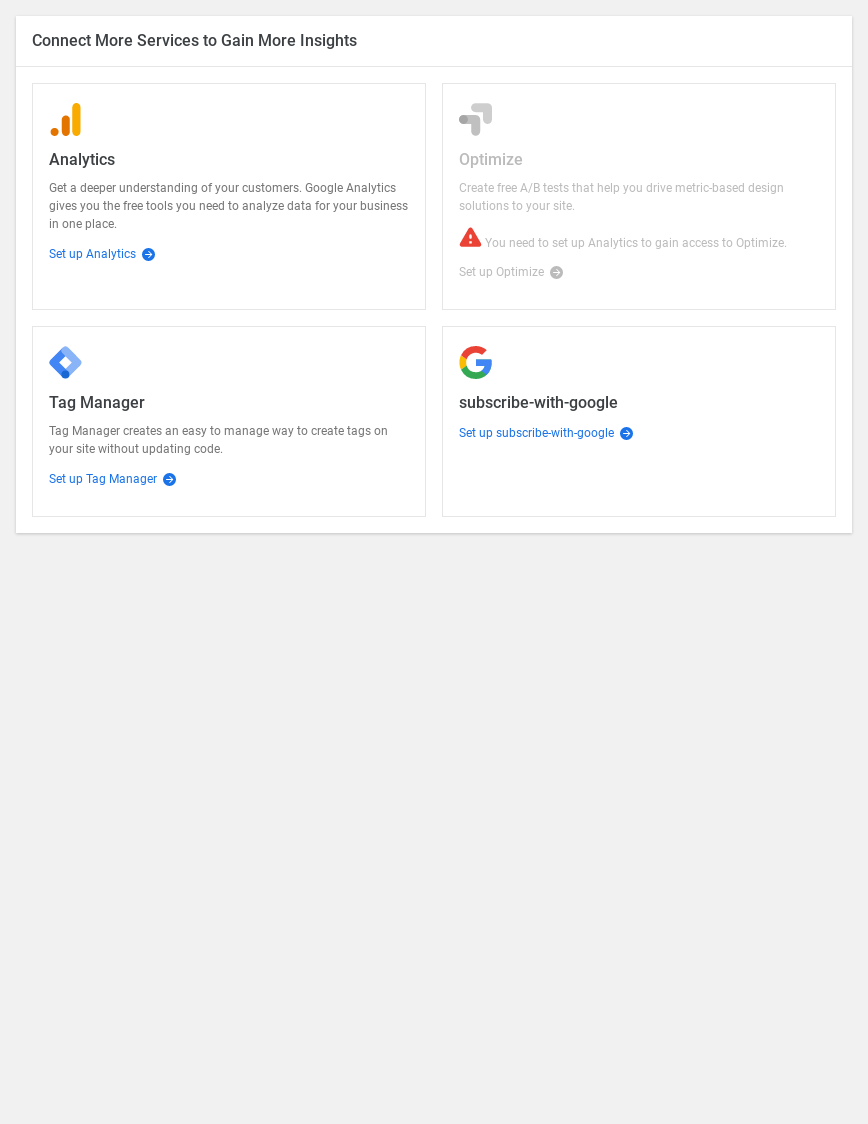 Connect More Services to Gain More Insights
Analytics
Get a deeper understanding of your customers. Google Analytics
gives you the free tools you need to analyze data for your business
in one place.
Set up Analytics
Optimize
Create free A/B tests that help you drive metric-based design
solutions to your site.
You need to set up Analytics to gain access to Optimize.
Set up Optimize
Tag Manager
Tag Manager creates an easy to manage way to create tags on
your site without updating code.
Set up Tag Manager
subscribe-with-google
Set up subscribe-with-google